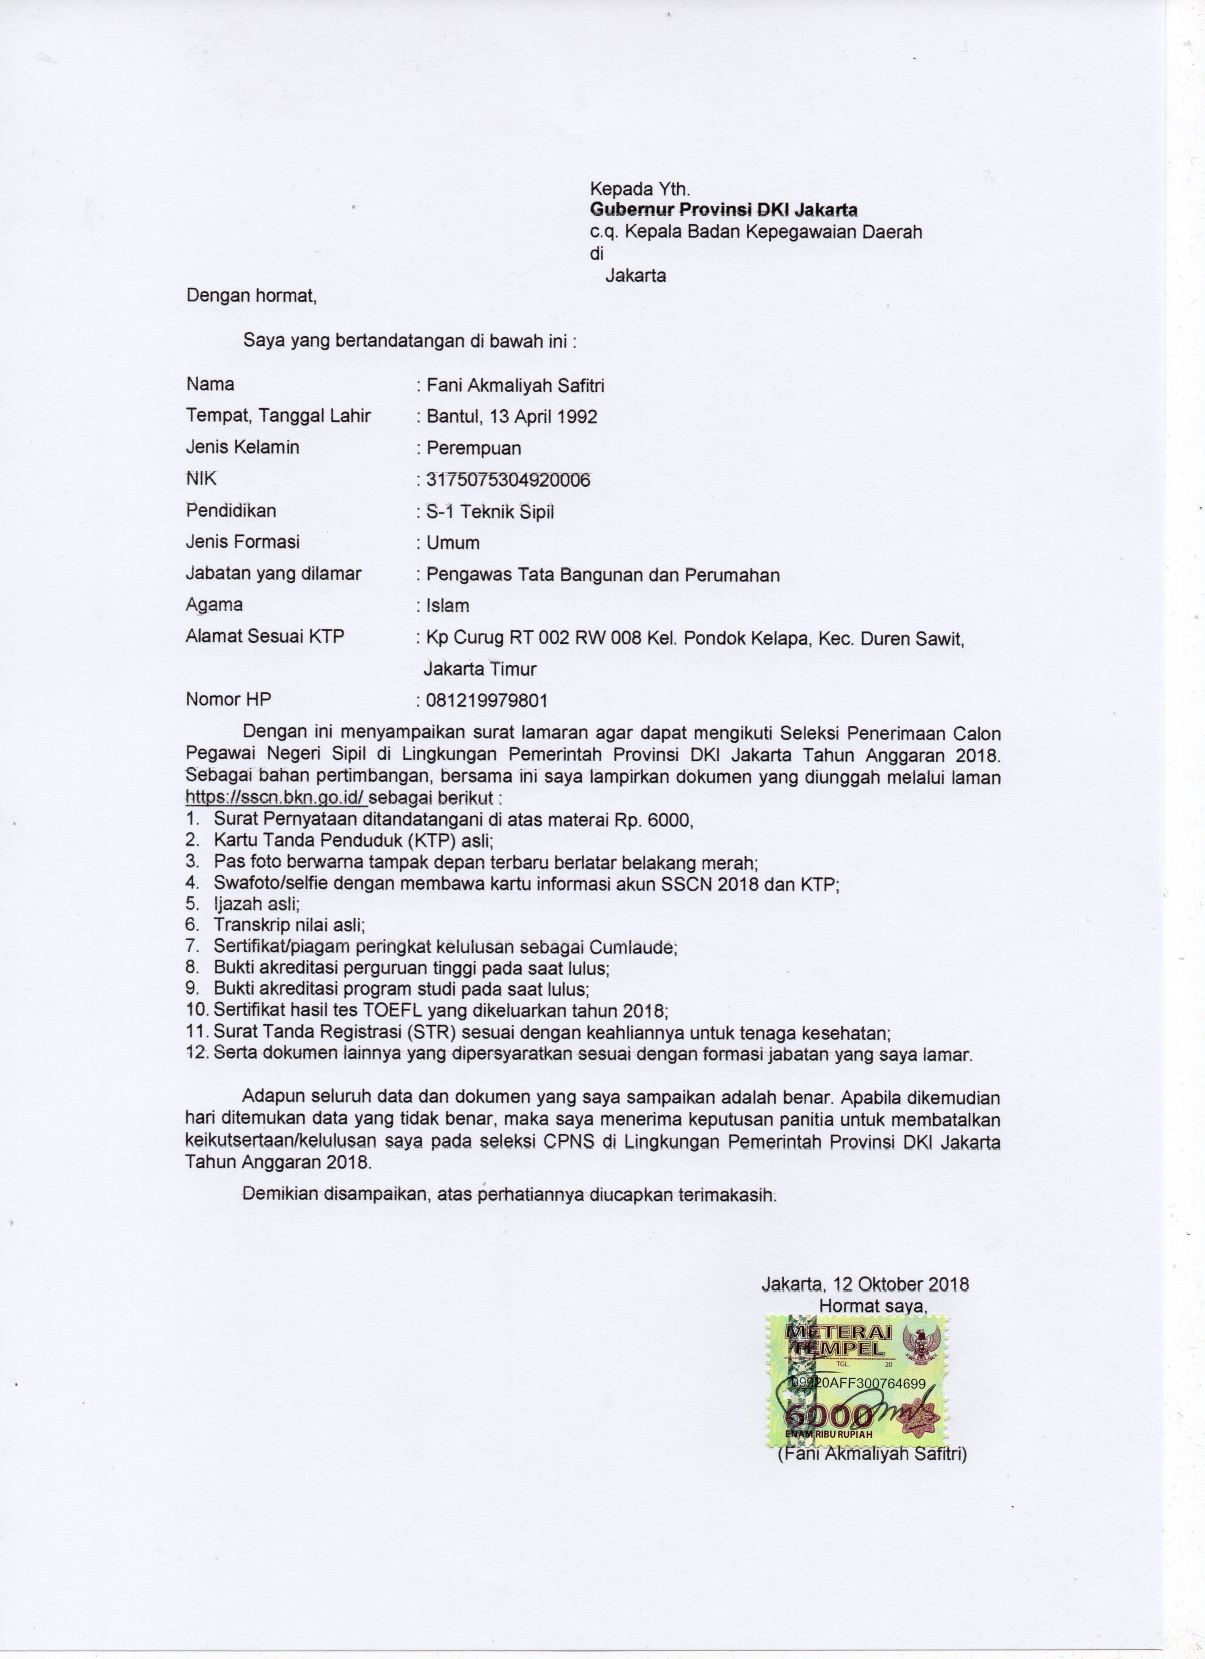 Kepada Yth.
Gubernur Provinsi DKI Jakarta
c.q. Kepala Badan Kepegawaian Daerah
di
Jakarta
Dengan hormat,
Saya yang bertandatangan di bawah ini :
Nama : Fani Akmaliyah Safitri
Tempat, Tanggal Lahir : Bantul, 13 April 1992
Jenis Kelamin : Perempuan
NIK : 3175075304920006
Pendidikan : S-1 Teknik Sipil
Jenis Formasi : Umum
Jabatan yang dilamar : Pengawas Tata Bangunan dan Perumahan
Agama : Islam
Alamat Sesuai KTP : Kp Curug RT 002 RW 008 Kel. Pondok Kelapa, Kec. Duren Sawit,
Jakarta Timur
Nomor HP : 081219979801
Dengan ini menyampaikan surat lamaran agar dapat mengikuti Seleksi Penerimaan Calon
Pegawai Negeri Sipil di Lingkungan Pemerintah Provinsi DKI Jakarta Tahun Anggaran 2018.
Sebagai bahan pertimbangan, bersama ini saya lampirkan dokumen yang diunggah melalui laman
https://sscn.bkn.go.id/ sebagai berikut :
1. Surat Pernyataan ditandatangani di atas materai Rp. 6000,
2. Kartu Tanda Penduduk (KTP) asli;
3. Pas foto berwarna tampak depan terbaru berlatar belakang merah;
4. Swafoto/selfie dengan membawa kartu informasi akun SSCN 2018 dan KTP;
5. Ijazah asli;
6. Transkrip nilai asli;
7. Sertifikat/piagam peringkat kelulusan sebagai Cumlaude;
8. Bukti akreditasi perguruan tinggi pada saat lulus;
9. Bukti akreditasi program studi pada saat lulus;
10. Sertifikat hasil tes TOEFL yang dikeluarkan tahun 2018;
11. Surat Tanda Registrasi (STR) sesuai dengan keahliannya untuk tenaga kesehatan;
12. Serta dokumen lainnya yang dipersyaratkan sesuai dengan formasi jabatan yang saya lamar.
Adapun seluruh data dan dokumen yang saya sampaikan adalah benar. Apabila dikemudian
hari ditemukan data yang tidak benar, maka saya menerima keputusan panitia untuk membatalkan
keikutsertaan/kelulusan saya pada seleksi CPNS di Lingkungan Pemerintah Provinsi DKI Jakarta
Tahun Anggaran 2018.
Demikian disampaikan, atas perhatiannya diucapkan terimakasih.
Jakarta, 12 Oktober 2018
Hormat saya,
METERAI
TEMPEL
TGL. 20
6000
ENAM RIBU RUPIAH
(Fani Akmaliyah Safitri)